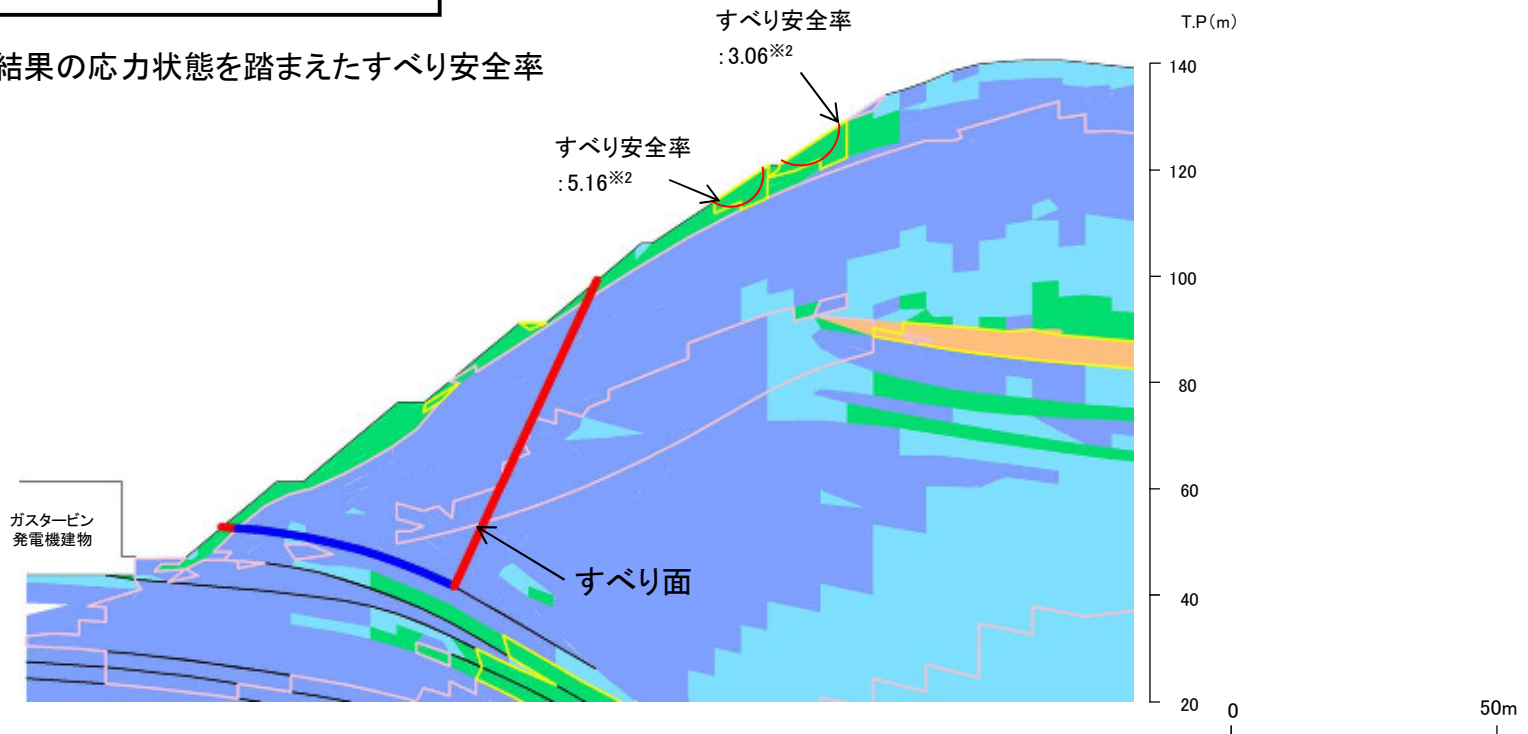 すべり安全率
:3.06※2
T.P(m)
結果の応力状態を踏まえたすべり安全率
140
すべり安全率
:5.16※2
120
100
80
60
ガスタービン
発電機建物
すべり面
40
20
0
50m